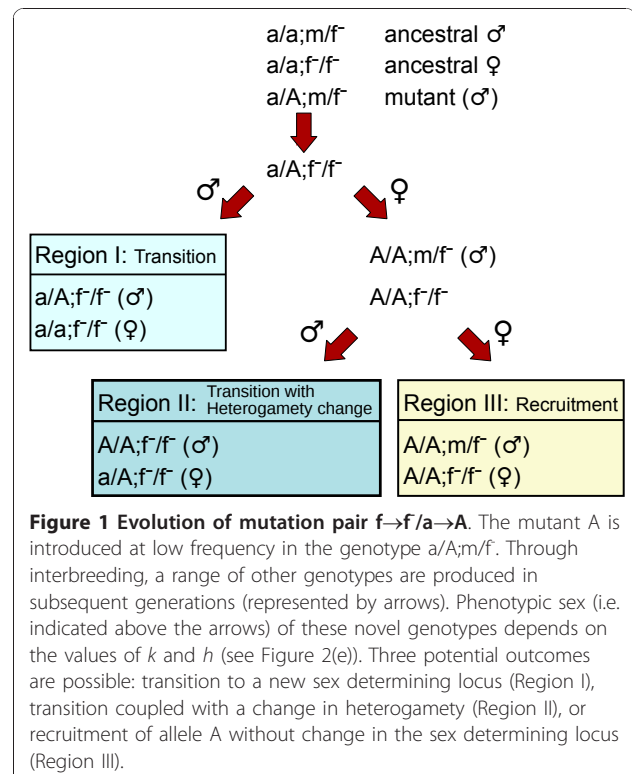 a/a;m/f⁻ ancestral ♂
a/a;f⁻/f⁻ ancestral ♀
a/A;m/f⁻ mutant (♂)
a/A;f⁻/f⁻
♂ ♀
Region I: Transition
a/A;f⁻/f⁻ (♂)
a/a;f⁻/f⁻ (♀)
A/A;m/f⁻ (♂)
A/A;f⁻/f⁻
♂ ♀
Region II: Transition with Heterogamety change
A/A;f⁻/f⁻ (♂)
a/A;f⁻/f⁻ (♀)
Region III: Recruitment
A/A;m/f⁻ (♂)
A/A;f⁻/f⁻ (♀)
Figure 1 Evolution of mutation pair f→f⁻/a→A. The mutant A is
introduced at low frequency in the genotype a/A;m/f⁻. Through
interbreeding, a range of other genotypes are produced in
subsequent generations (represented by arrows). Phenotypic sex (i.e.
indicated above the arrows) of these novel genotypes depends on
the values of k and h (see Figure 2(e)). Three potential outcomes
are possible: transition to a new sex determining locus (Region I),
transition coupled with a change in heterogamety (Region II), or
recruitment of allele A without change in the sex determining locus
(Region III).